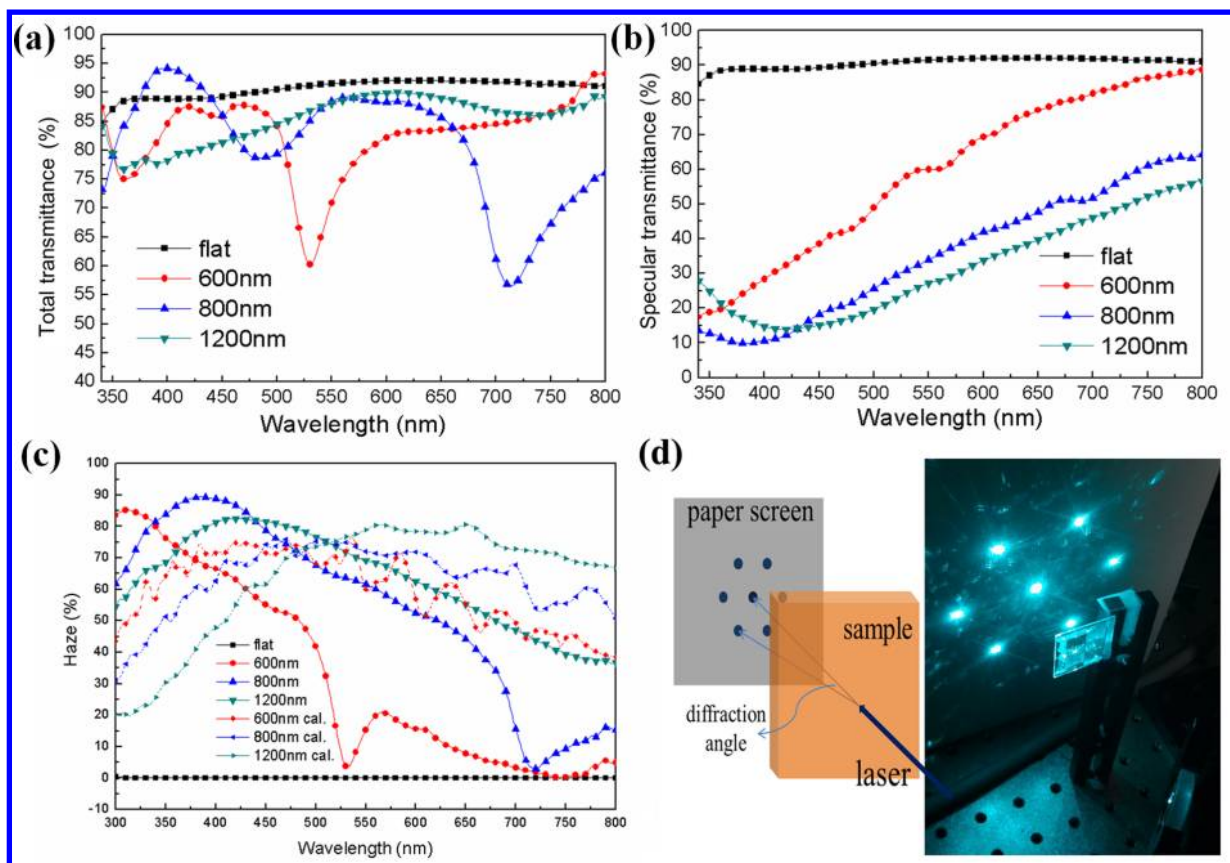 (a)
Total transmittance (%)
100
95
90
85
80
75
70
65
60
55
50
45
40
flat
600nm
800nm
1200nm
350 400 450 500 550 600 650 700 750 800
Wavelength (nm)
(b)
Specular transmittance (%)
100
90
80
70
60
50
40
30
20
10
0
flat
600nm
800nm
1200nm
350 400 450 500 550 600 650 700 750 800
Wavelength (nm)
(c)
Haze (%)
100
90
80
70
60
50
40
30
20
10
0
-10
flat
600nm
800nm
1200nm
600nm cal.
800nm cal.
1200nm cal.
300 350 400 450 500 550 600 650 700 750 800
Wavelength (nm)
(d)
paper screen
sample
diffraction
angle
laser